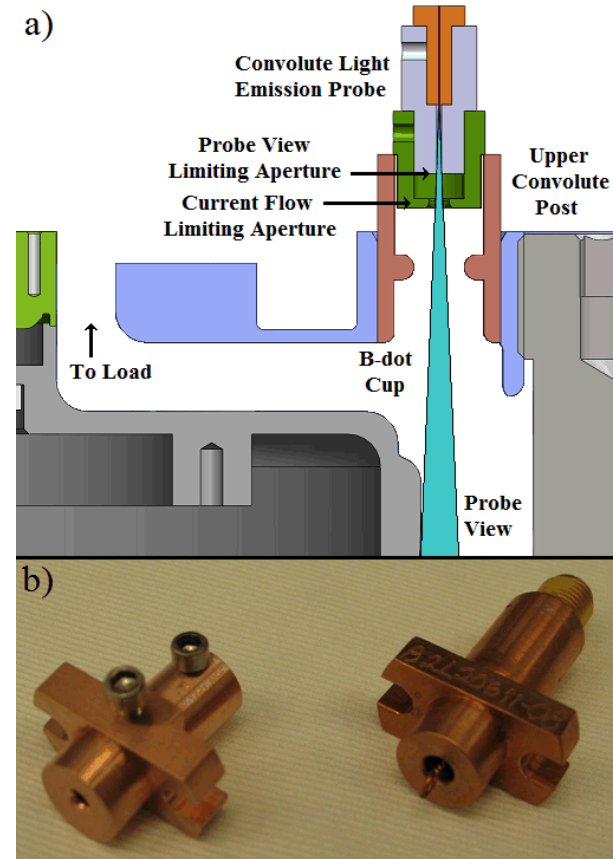 a)
Convolute Light
Emission Probe
Probe View
Limiting Aperture
Current Flow
Limiting Aperture
Upper
Convolute
Post
To Load
B-dot
Cup
Probe
View
b)